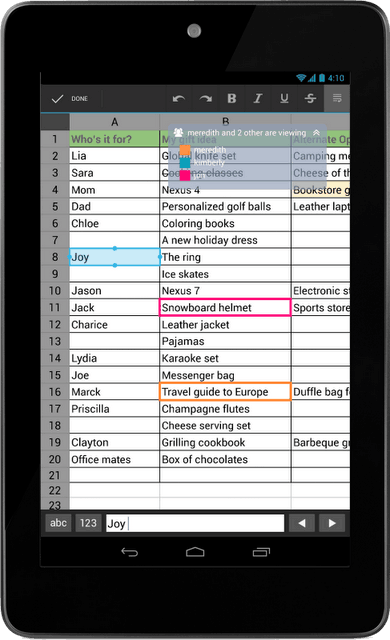 4:10
DONE B I U S
A B
1 Who's it for? My gift idea Alternate Op
meredith and 2 other are viewing
meredith
kimberly
2 Lia Global knife set Camping me
3 Sara Cooking classes Cheese of th
4 Mom Nexus 4 Bookstore g
5 Dad Personalized golf balls Leather lapt
6 Chloe Coloring books
7 A new holiday dress
8 Joy The ring
9 Ice skates
10 Jason Nexus 7 Electronic st
11 Jack Snowboard helmet Sports store
12 Charice Leather jacket
13 Pajamas
14 Lydia Karaoke set
15 Joe Messenger bag
16 Marck Travel guide to Europe Duffle bag f
17 Priscilla Champagne flutes
18 Cheese serving set
19 Clayton Grilling cookbook Barbeque gr
20 Office mates Box of chocolates
21
22
23
abc 123 Joy